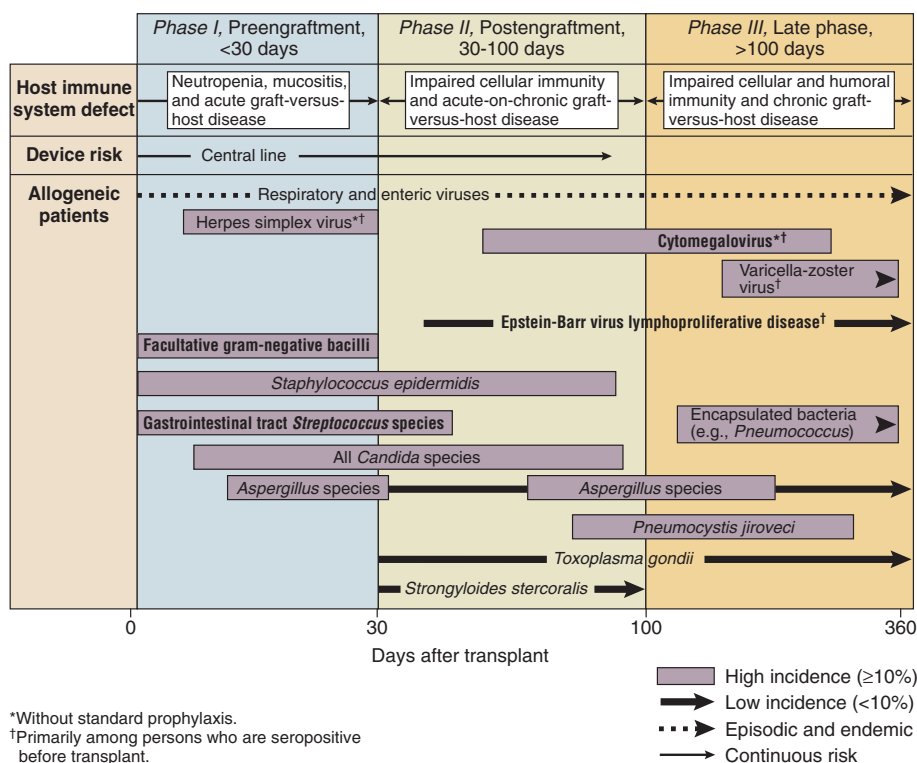 Phase I, Preengraftment,
<30 days
Phase II, Postengraftment,
30-100 days
Phase III, Late phase,
>100 days
Host immune
system defect
Neutropenia, mucositis,
and acute graft-versus-
host disease
Impaired cellular immunity
and acute-on-chronic graft-
versus-host disease
Impaired cellular and humoral
immunity and chronic graft-
versus-host disease
Device risk
Central line
Allogeneic
patients
Respiratory and enteric viruses
Herpes simplex virus*†
Cytomegalovirus*†
Varicella-zoster
virus†
Epstein-Barr virus lymphoproliferative disease†
Facultative gram-negative bacilli
Staphylococcus epidermidis
Gastrointestinal tract Streptococcus species
Encapsulated bacteria
(e.g., Pneumococcus)
All Candida species
Aspergillus species
Aspergillus species
Pneumocystis jiroveci
Toxoplasma gondii
Strongyloides stercoralis
0
30
100
360
Days after transplant
High incidence (≥10%)
Low incidence (<10%)
Episodic and endemic
Continuous risk
*Without standard prophylaxis.
†Primarily among persons who are seropositive
before transplant.